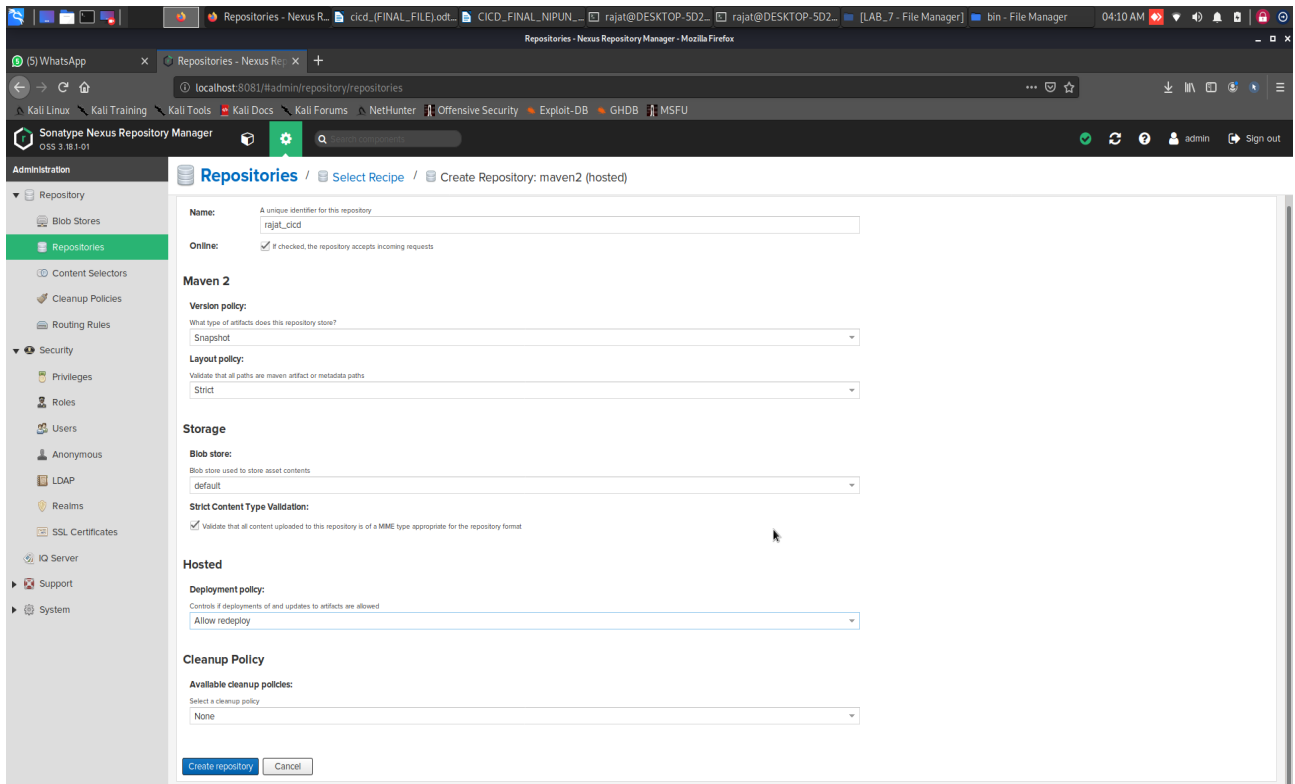 Repositories - Nexus R... cicd_(FINAL_FILE).odt... CICD_FINAL_NIPUN_... rajat@DESKTOP-5D2... rajat@DESKTOP-5D2... [LAB_7 - File Manager] bin - File Manager 04:10 AM
Repositories - Nexus Repository Manager - Mozilla Firefox
(5) WhatsApp Repositories - Nexus Rep
localhost:8081/#admin/repository/repositories
Kali Linux Kali Training Kali Tools Kali Docs Kali Forums NetHunter Offensive Security Exploit-DB GHDB MSFU
Sonatype Nexus Repository Manager
OSS 3.18.1-01
Search components
admin Sign out
Administration
Repository
Blob Stores
Repositories
Content Selectors
Cleanup Policies
Routing Rules
Security
Privileges
Roles
Users
Anonymous
LDAP
Realms
SSL Certificates
IQ Server
Support
System
Repositories / Select Recipe / Create Repository: maven2 (hosted)
Name: A unique identifier for this repository
rajat_cicd
Online: If checked, the repository accepts incoming requests
Maven 2
Version policy:
What type of artifacts does this repository store?
Snapshot
Layout policy:
Validate that all paths are maven artifact or metadata paths
Strict
Storage
Blob store:
Blob store used to store asset contents
default
Strict Content Type Validation:
Validate that all content uploaded to this repository is of a MIME type appropriate for the repository format
Hosted
Deployment policy:
Controls if deployments of and updates to artifacts are allowed
Allow redeploy
Cleanup Policy
Available cleanup policies:
Select a cleanup policy
None
Create repository Cancel